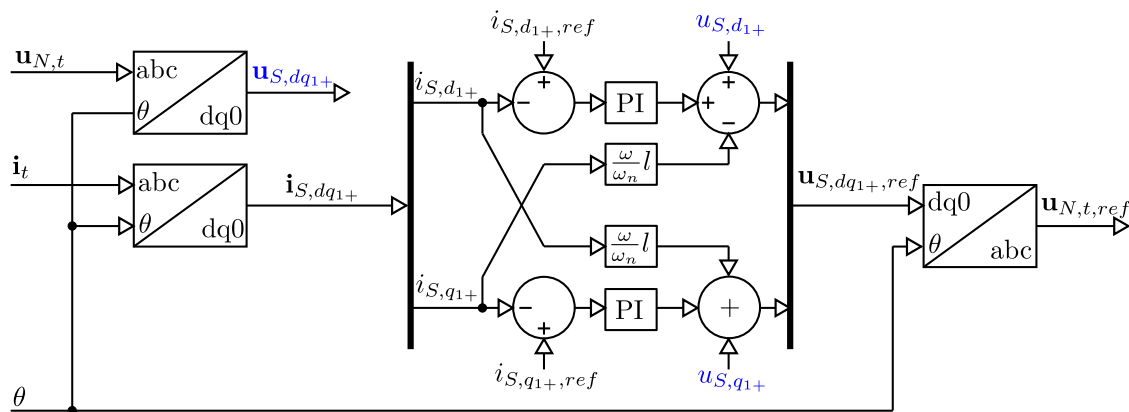 𝐮_{N,t}
abc
θ
dq0
𝐮_{S,dq_{1+}}
𝐢_t
abc
θ
dq0
𝐢_{S,dq_{1+}}
θ
i_{S,d_{1+},ref}
u_{S,d_{1+}}
i_{S,d_{1+}}
−
+
PI
+
+
−
ω/ω_n l
ω/ω_n l
i_{S,q_{1+}}
−
+
PI
+
i_{S,q_{1+},ref}
u_{S,q_{1+}}
𝐮_{S,dq_{1+},ref}
dq0
θ
abc
𝐮_{N,t,ref}